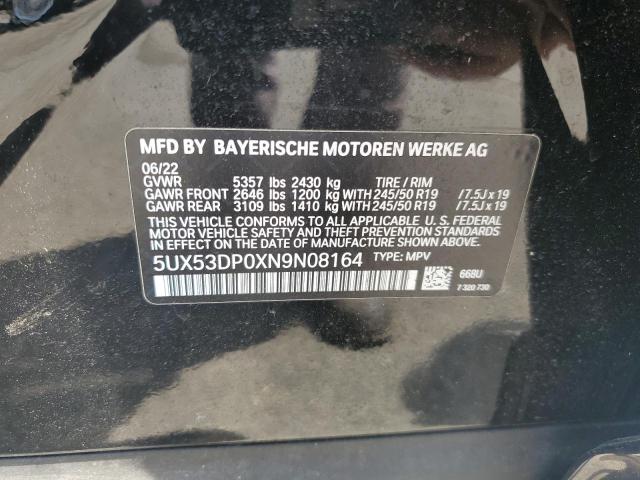 MFD BY BAYERISCHE MOTOREN WERKE AG
06/22
GVWR 5357 lbs 2430 kg TIRE / RIM
GAWR FRONT 2646 lbs 1200 kg WITH 245/50 R19 /7.5J x 19
GAWR REAR 3109 lbs 1410 kg WITH 245/50 R19 /7.5J x 19
THIS VEHICLE CONFORMS TO ALL APPLICABLE U. S. FEDERAL
MOTOR VEHICLE SAFETY AND THEFT PREVENTION STANDARDS
IN EFFECT ON THE DATE OF MANUFACTURE SHOWN ABOVE.
5UX53DP0XN9N08164 TYPE: MPV
668U
7 320 730